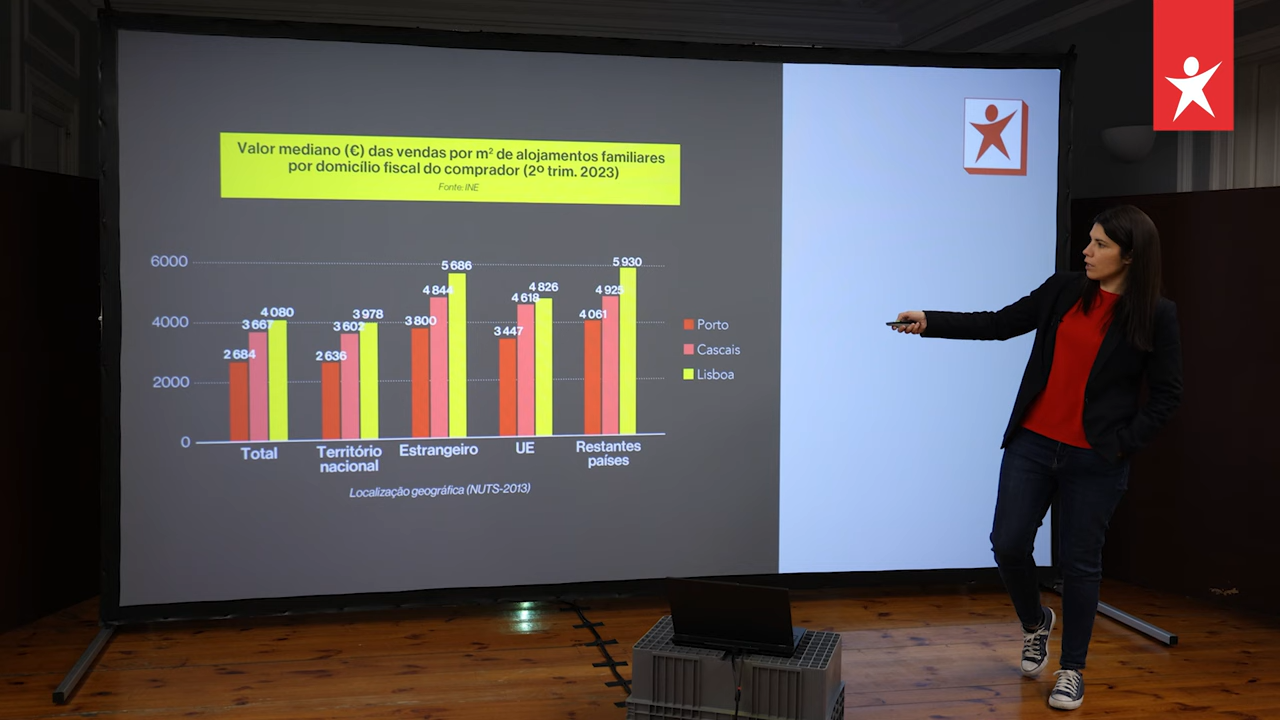 Valor mediano (€) das vendas por m² de alojamentos familiares
por domicílio fiscal do comprador (2º trim. 2023)
Fonte: INE
6000
4000
2000
0
2 684
3 667
4 080
2 636
3 602
3 978
3 800
4 844
5 686
3 447
4 618
4 826
4 061
4 925
5 930
Total
Território
nacional
Estrangeiro
UE
Restantes
países
Localização geográfica (NUTS-2013)
Porto
Cascais
Lisboa